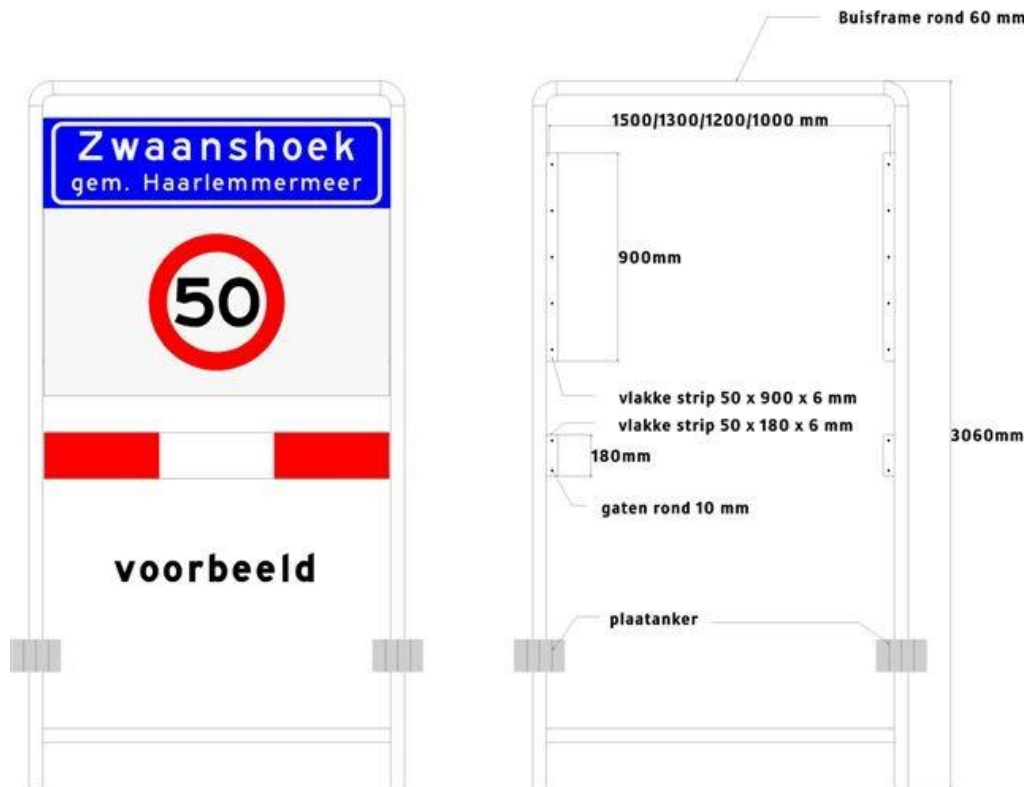 Zwaanshoek
gem. Haarlemmermeer
50
voorbeeld
Buisframe rond 60 mm
1500/1300/1200/1000 mm
900mm
vlakke strip 50 x 900 x 6 mm
vlakke strip 50 x 180 x 6 mm
180mm
3060mm
gaten rond 10 mm
plaatanker